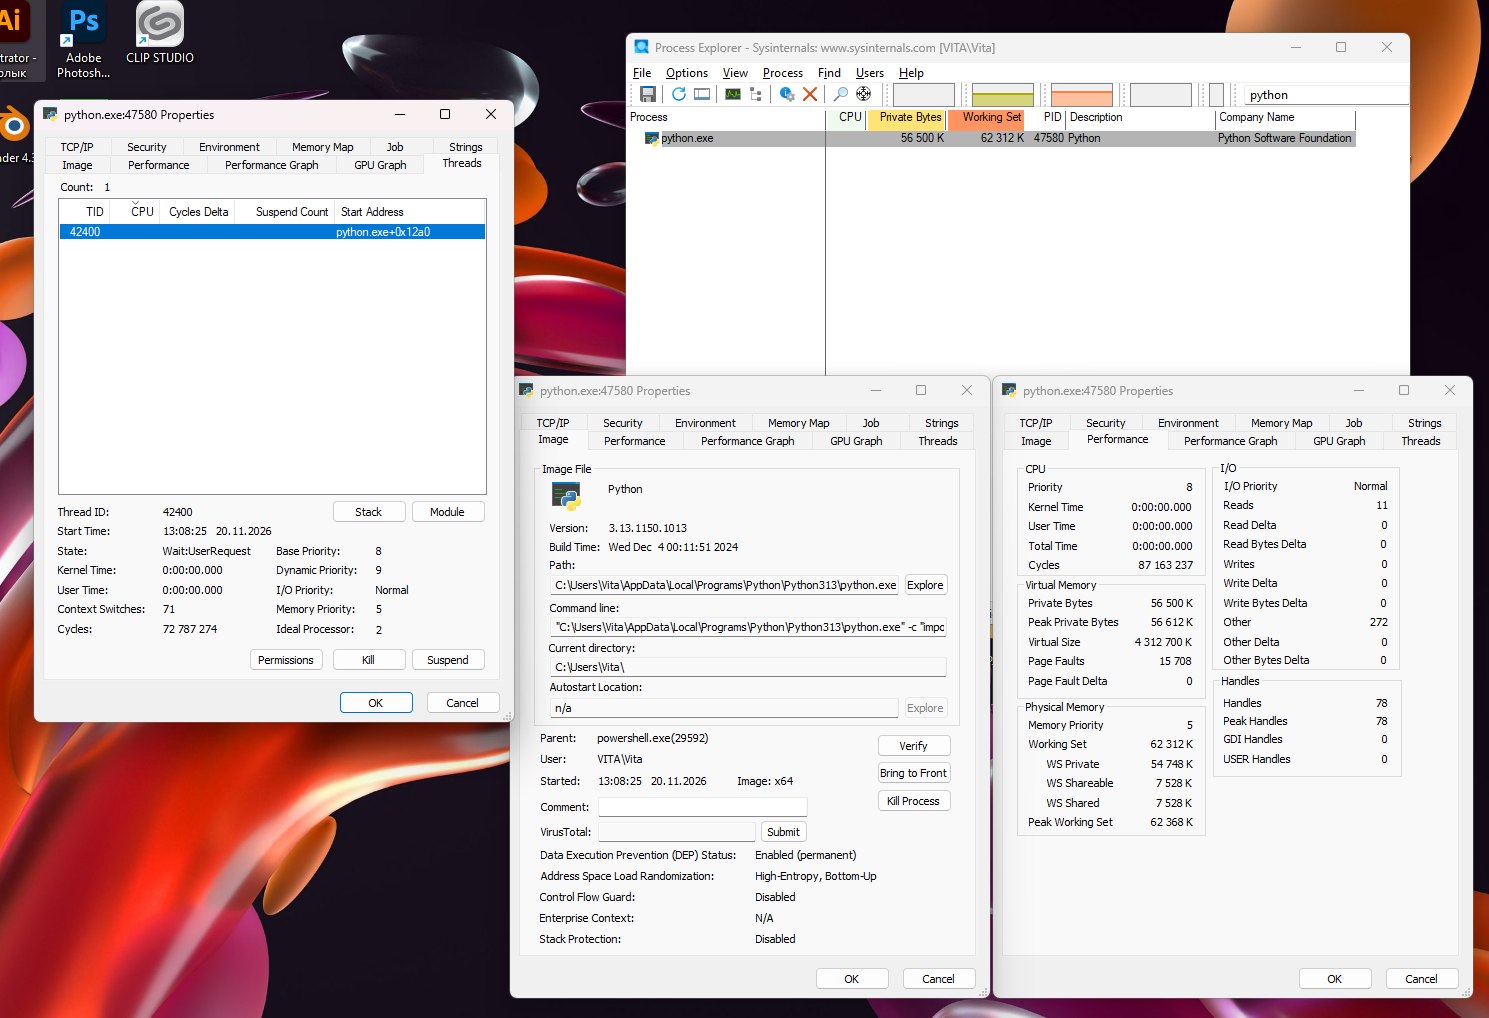 Ai
trator -
рлык
Ps
Adobe
Photosh...
CLIP STUDIO
nder 4.3
python.exe:47580 Properties
TCP/IP Security Environment Memory Map Job Strings
Image Performance Performance Graph GPU Graph Threads
Count: 1
TID CPU Cycles Delta Suspend Count Start Address
42400 python.exe+0x12a0
Thread ID: 42400 Stack Module
Start Time: 13:08:25 20.11.2026
State: Wait:UserRequest Base Priority: 8
Kernel Time: 0:00:00.000 Dynamic Priority: 9
User Time: 0:00:00.000 I/O Priority: Normal
Context Switches: 71 Memory Priority: 5
Cycles: 72 787 274 Ideal Processor: 2
Permissions Kill Suspend
OK Cancel
Process Explorer - Sysinternals: www.sysinternals.com [VITA\Vita]
File Options View Process Find Users Help
python
Process CPU Private Bytes Working Set PID Description Company Name
python.exe 56 500 K 62 312 K 47580 Python Python Software Foundation
python.exe:47580 Properties
TCP/IP Security Environment Memory Map Job Strings
Image Performance Performance Graph GPU Graph Threads
Image File
Python
Version: 3.13.1150.1013
Build Time: Wed Dec 4 00:11:51 2024
Path:
C:\Users\Vita\AppData\Local\Programs\Python\Python313\python.exe Explore
Command line:
"C:\Users\Vita\AppData\Local\Programs\Python\Python313\python.exe" -c "impo
Current directory:
C:\Users\Vita\
Autostart Location:
n/a Explore
Parent: powershell.exe(29592) Verify
User: VITA\Vita
Bring to Front
Started: 13:08:25 20.11.2026 Image: x64
Kill Process
Comment:
VirusTotal: Submit
Data Execution Prevention (DEP) Status: Enabled (permanent)
Address Space Load Randomization: High-Entropy, Bottom-Up
Control Flow Guard: Disabled
Enterprise Context: N/A
Stack Protection: Disabled
OK Cancel
python.exe:47580 Properties
TCP/IP Security Environment Memory Map Job Strings
Image Performance Performance Graph GPU Graph Threads
CPU
Priority 8
Kernel Time 0:00:00.000
User Time 0:00:00.000
Total Time 0:00:00.000
Cycles 87 163 237
Virtual Memory
Private Bytes 56 500 K
Peak Private Bytes 56 612 K
Virtual Size 4 312 700 K
Page Faults 15 708
Page Fault Delta 0
Physical Memory
Memory Priority 5
Working Set 62 312 K
WS Private 54 748 K
WS Shareable 7 528 K
WS Shared 7 528 K
Peak Working Set 62 368 K
I/O
I/O Priority Normal
Reads 11
Read Delta 0
Read Bytes Delta 0
Writes 0
Write Delta 0
Write Bytes Delta 0
Other 272
Other Delta 0
Other Bytes Delta 0
Handles
Handles 78
Peak Handles 78
GDI Handles 0
USER Handles 0
OK Cancel